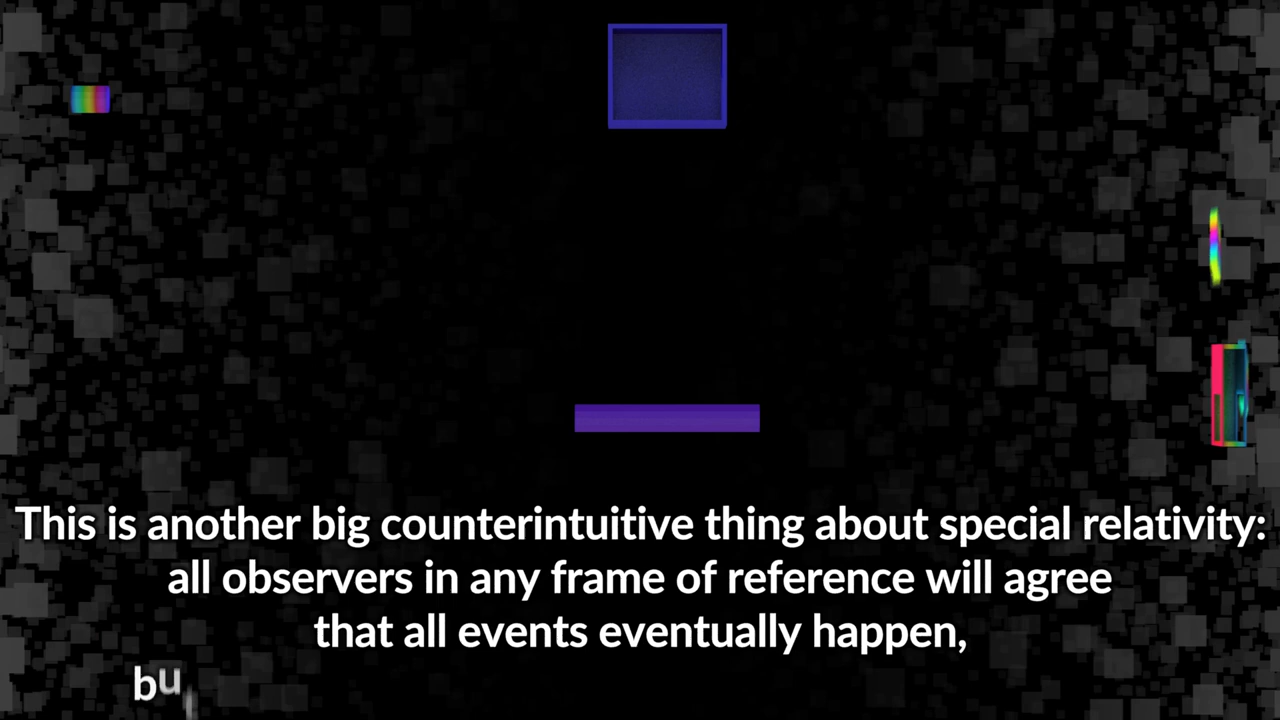 This is another big counterintuitive thing about special relativity:
all observers in any frame of reference will agree
that all events eventually happen,
bu